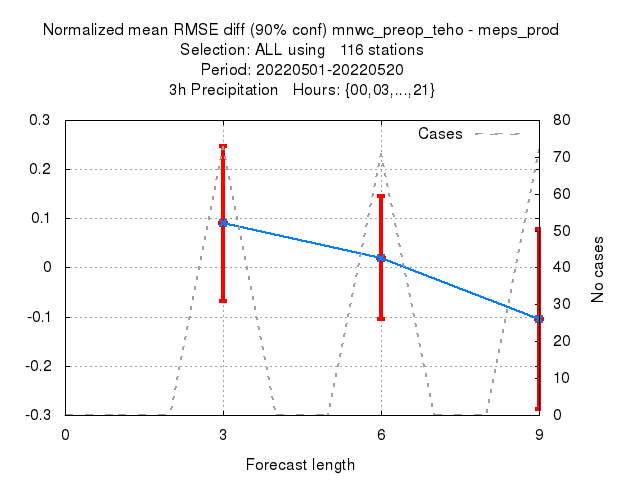 Normalized mean RMSE diff (90% conf) mnwc_preop_teho - meps_prod
Selection: ALL using   116 stations
Period: 20220501-20220520
3h Precipitation   Hours: {00,03,...,21}
Cases
0.3
0.2
0.1
0
-0.1
-0.2
-0.3
80
70
60
50
40
30
20
10
0
No cases
0 3 6 9
Forecast length